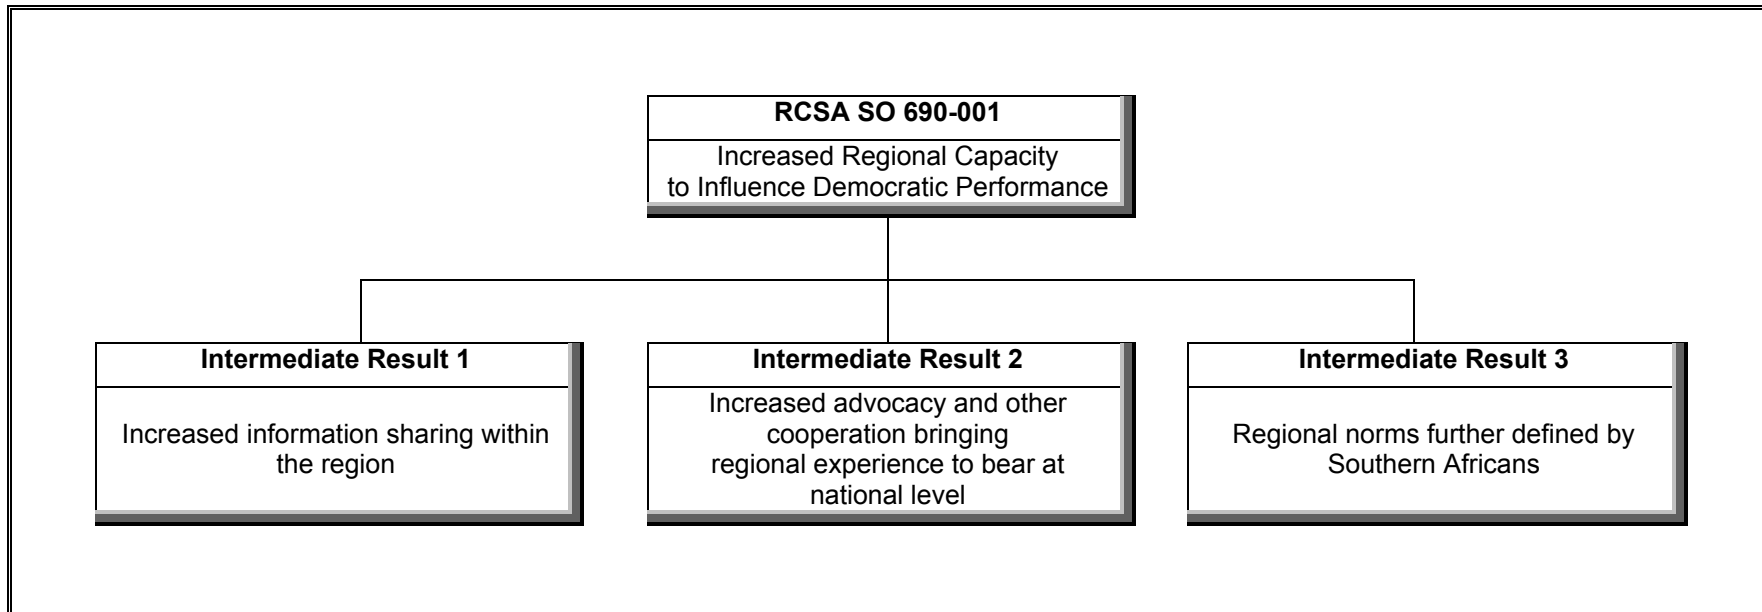 RCSA SO 690-001
Increased Regional Capacity
to Influence Democratic Performance
Intermediate Result 1
Increased information sharing within
the region
Intermediate Result 2
Increased advocacy and other
cooperation bringing
regional experience to bear at
national level
Intermediate Result 3
Regional norms further defined by
Southern Africans